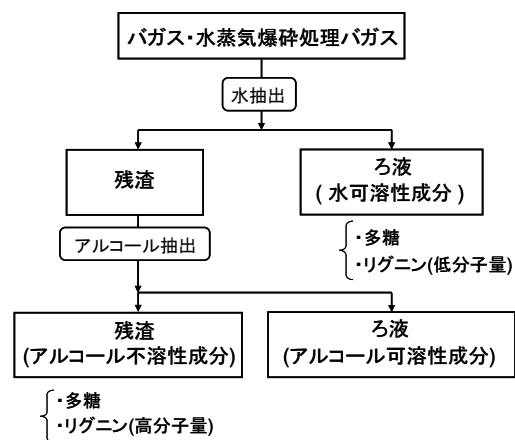 バガス・水蒸気爆砕処理バガス
水抽出
残渣
ろ液
( 水可溶性成分 )
・多糖
・リグニン(低分子量)
アルコール抽出
残渣
(アルコール不溶性成分)
ろ液
(アルコール可溶性成分)
・多糖
・リグニン(高分子量)